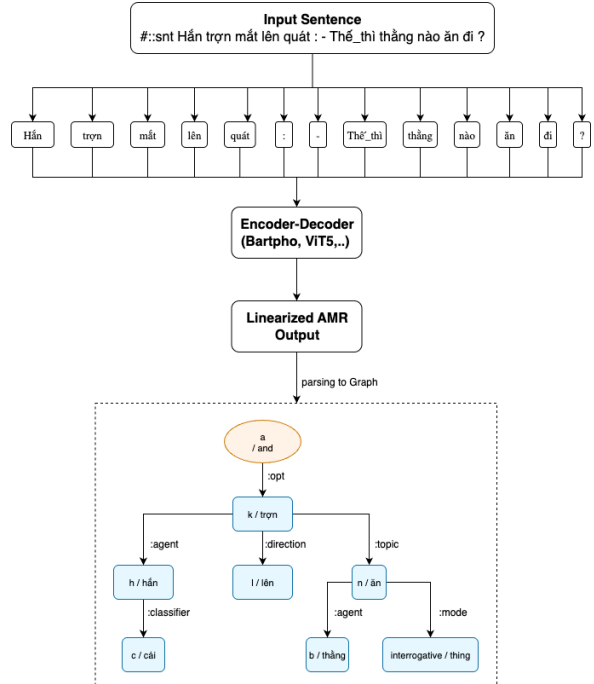 Input Sentence
#::snt Hắn trợn mắt lên quát : - Thế_thì thằng nào ăn đi ?
Hắn trợn mắt lên quát : - Thế_thì thằng nào ăn đi ?
Encoder-Decoder
(Bartpho, ViT5,..)
Linearized AMR
Output
parsing to Graph
a
/ and
:opt
k / trợn
:agent :direction :topic
h / hắn l / lên n / ăn
:classifier :agent :mode
c / cái b / thằng interrogative / thing